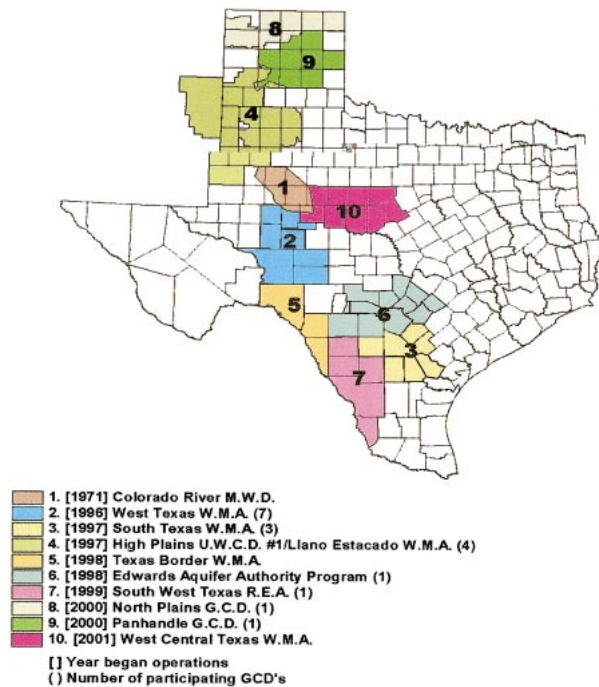 8
9
4
1
10
2
5
6
3
7
1. [1971] Colorado River M.W.D.
2. [1996] West Texas W.M.A. (7)
3. [1997] South Texas W.M.A. (3)
4. [1997] High Plains U.W.C.D. #1/Llano Estacado W.M.A. (4)
5. [1998] Texas Border W.M.A.
6. [1998] Edwards Aquifer Authority Program (1)
7. [1999] South West Texas R.E.A. (1)
8. [2000] North Plains G.C.D. (1)
9. [2000] Panhandle G.C.D. (1)
10. [2001] West Central Texas W.M.A.
[ ] Year began operations
( ) Number of participating GCD's